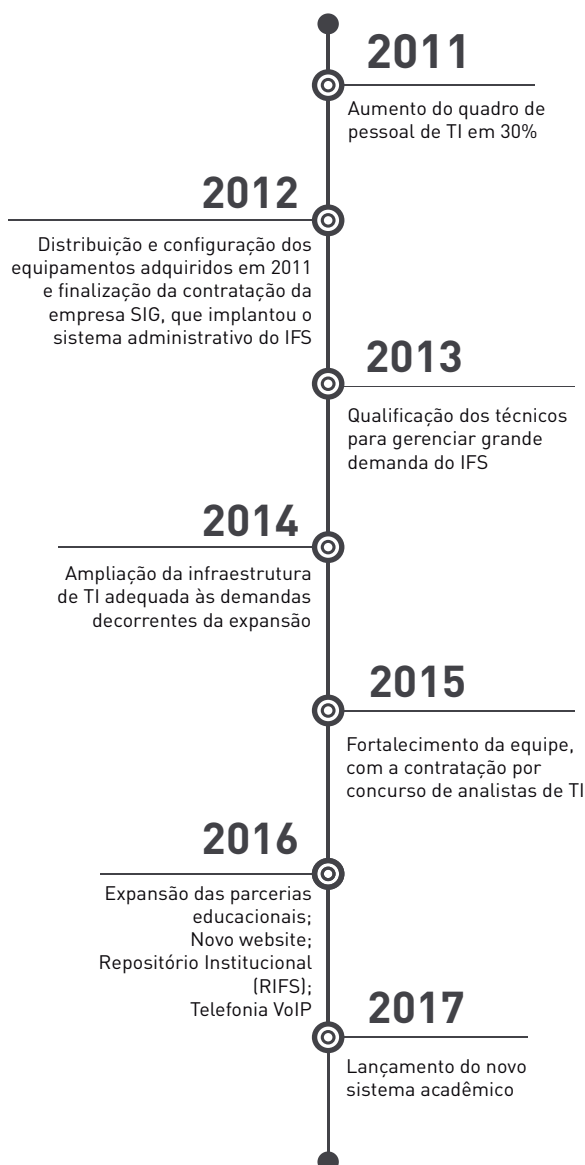 2011
Aumento do quadro de
pessoal de TI em 30%
2012
Distribuição e configuração dos
equipamentos adquiridos em 2011
e finalização da contratação da
empresa SIG, que implantou o
sistema administrativo do IFS
2013
Qualificação dos técnicos
para gerenciar grande
demanda do IFS
2014
Ampliação da infraestrutura
de TI adequada às demandas
decorrentes da expansão
2015
Fortalecimento da equipe,
com a contratação por
concurso de analistas de TI
2016
Expansão das parcerias
educacionais;
Novo website;
Repositório Institucional
(RIFS);
Telefonia VoIP
2017
Lançamento do novo
sistema acadêmico